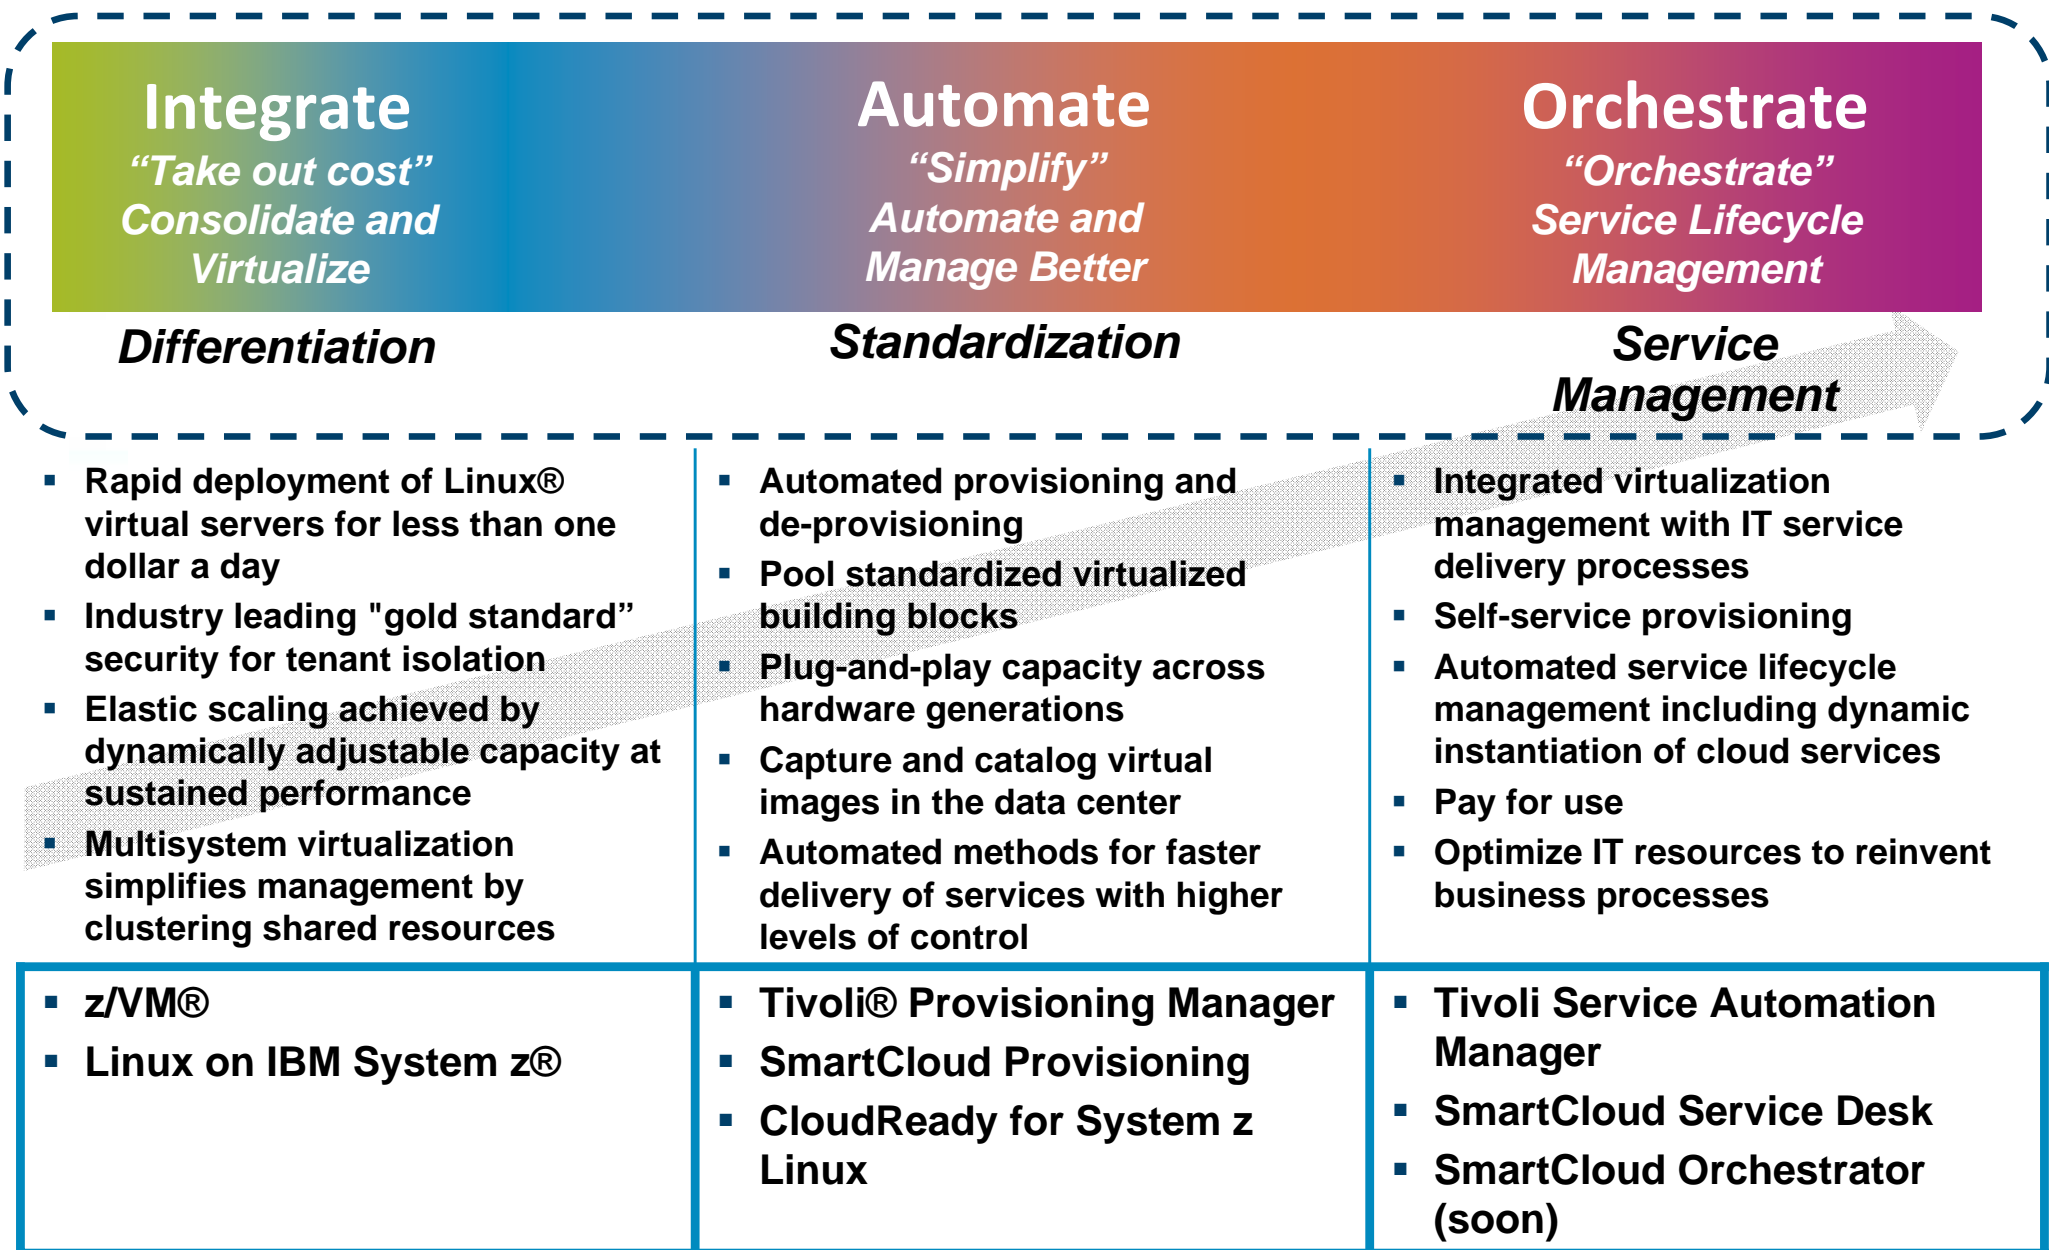 Integrate
“Take out cost”
Consolidate and
Virtualize
Differentiation
Automate
“Simplify”
Automate and
Manage Better
Standardization
Orchestrate
“Orchestrate”
Service Lifecycle
Management
Service
Management
▪ Rapid deployment of Linux®
virtual servers for less than one
dollar a day
▪ Industry leading "gold standard”
security for tenant isolation
▪ Elastic scaling achieved by
dynamically adjustable capacity at
sustained performance
▪ Multisystem virtualization
simplifies management by
clustering shared resources
▪ Automated provisioning and
de-provisioning
▪ Pool standardized virtualized
building blocks
▪ Plug-and-play capacity across
hardware generations
▪ Capture and catalog virtual
images in the data center
▪ Automated methods for faster
delivery of services with higher
levels of control
▪ Integrated virtualization
management with IT service
delivery processes
▪ Self-service provisioning
▪ Automated service lifecycle
management including dynamic
instantiation of cloud services
▪ Pay for use
▪ Optimize IT resources to reinvent
business processes
▪ z/VM®
▪ Linux on IBM System z®
▪ Tivoli® Provisioning Manager
▪ SmartCloud Provisioning
▪ CloudReady for System z
Linux
▪ Tivoli Service Automation
Manager
▪ SmartCloud Service Desk
▪ SmartCloud Orchestrator
(soon)